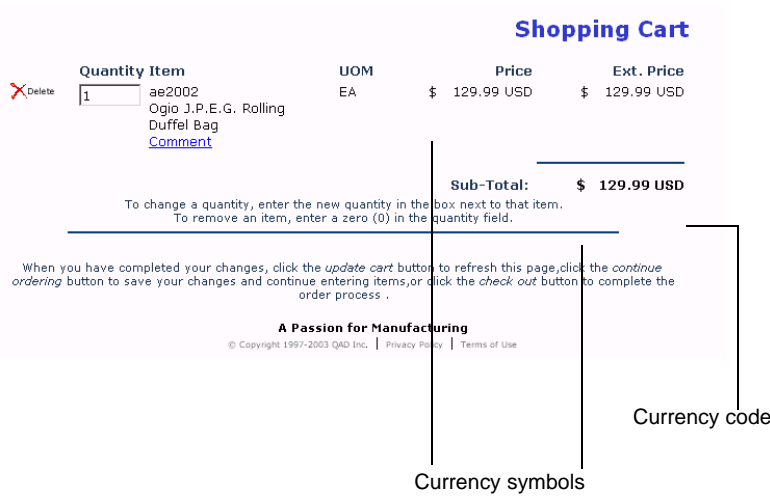 Shopping Cart
Quantity Item UOM Price Ext. Price
Delete 1 ae2002 EA $ 129.99 USD $ 129.99 USD
Ogio J.P.E.G. Rolling
Duffel Bag
Comment
Sub-Total: $ 129.99 USD
To change a quantity, enter the new quantity in the box next to that item.
To remove an item, enter a zero (0) in the quantity field.
When you have completed your changes, click the update cart button to refresh this page,click the continue
ordering button to save your changes and continue entering items,or click the check out button to complete the
order process .
A Passion for Manufacturing
© Copyright 1997-2003 QAD Inc. | Privacy Policy | Terms of Use
Currency code
Currency symbols